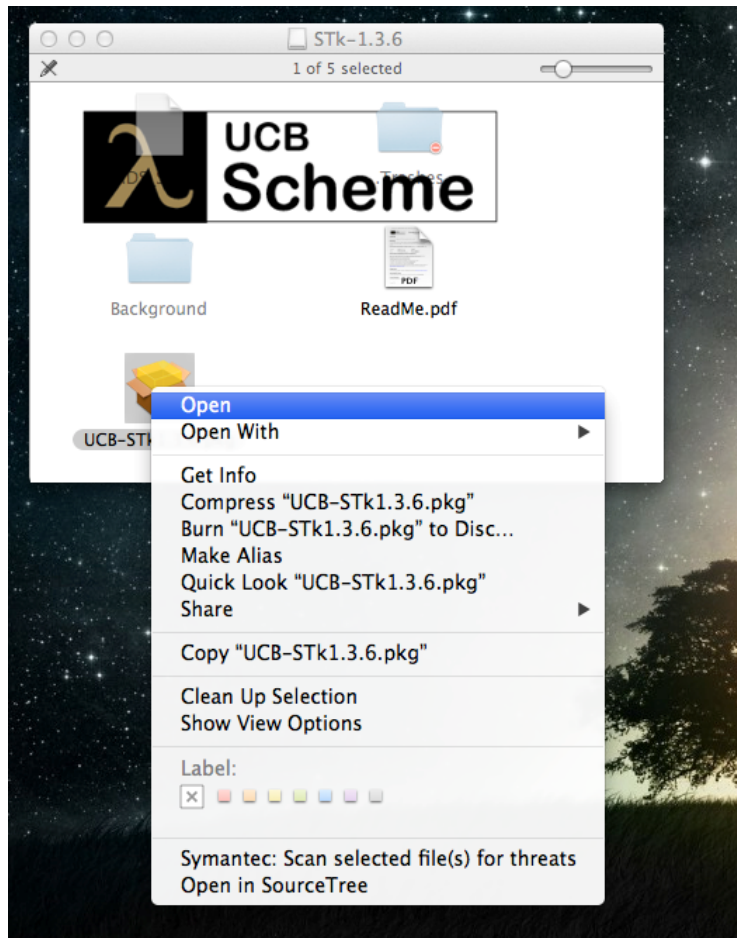 STk-1.3.6
1 of 5 selected
UCB
Scheme
λ
Background
ReadMe.pdf
PDF
UCB-STk
Open
Open With
Get Info
Compress “UCB-STk1.3.6.pkg”
Burn “UCB-STk1.3.6.pkg” to Disc...
Make Alias
Quick Look “UCB-STk1.3.6.pkg”
Share
Copy “UCB-STk1.3.6.pkg”
Clean Up Selection
Show View Options
Label:
Symantec: Scan selected file(s) for threats
Open in SourceTree